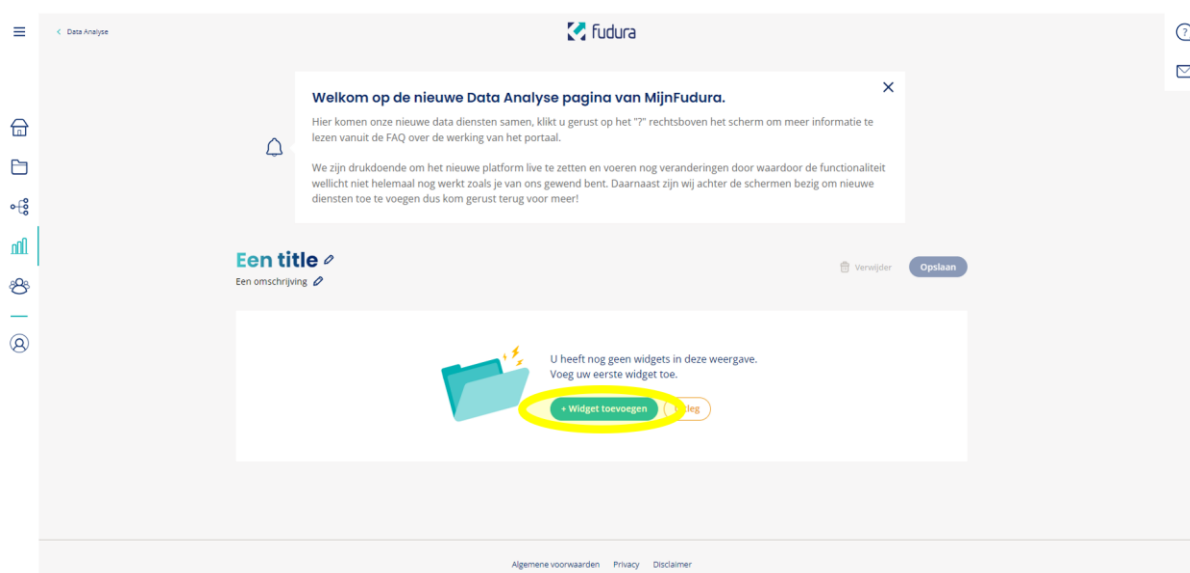 Data Analyse
fudura
?
Welkom op de nieuwe Data Analyse pagina van MijnFudura.
Hier komen onze nieuwe data diensten samen, klikt u gerust op het "?" rechtsboven het scherm om meer informatie te
lezen vanuit de FAQ over de werking van het portaal.
We zijn drukdoende om het nieuwe platform live te zetten en voeren nog veranderingen door waardoor de functionaliteit
wellicht niet helemaal nog werkt zoals je van ons gewend bent. Daarnaast zijn wij achter de schermen bezig om nieuwe
diensten toe te voegen dus kom gerust terug voor meer!
Een title
Een omschrijving
Verwijder
Opslaan
U heeft nog geen widgets in deze weergave.
Voeg uw eerste widget toe.
+ Widget toevoegen
Algemene voorwaarden Privacy Disclaimer